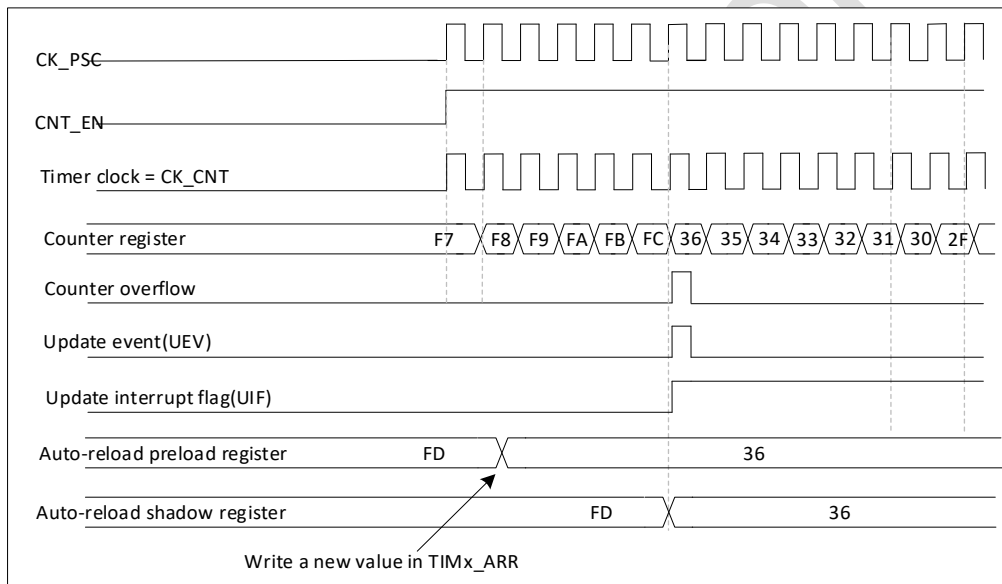 CK_PSC
CNT_EN
Timer clock = CK_CNT
Counter register F7 F8 F9 FA FB FC 36 35 34 33 32 31 30 2F
Counter overflow
Update event(UEV)
Update interrupt flag(UIF)
Auto-reload preload register FD 36
Auto-reload shadow register FD 36
Write a new value in TIMx_ARR